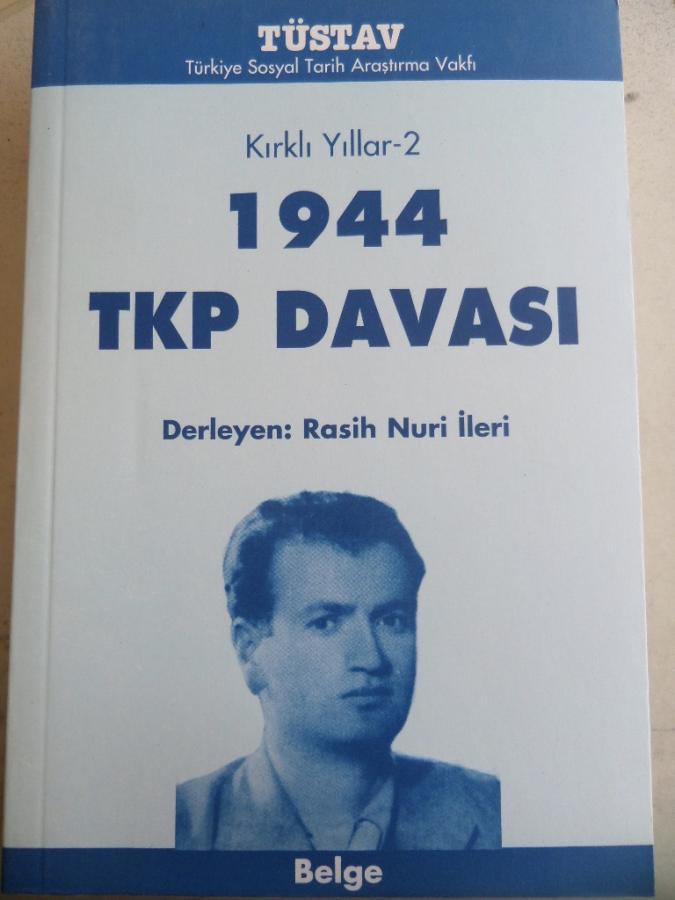 TÜSTAV
Türkiye Sosyal Tarih Araştırma Vakfı
Kırklı Yıllar-2
1944
TKP DAVASI
Derleyen: Rasih Nuri İleri
Belge